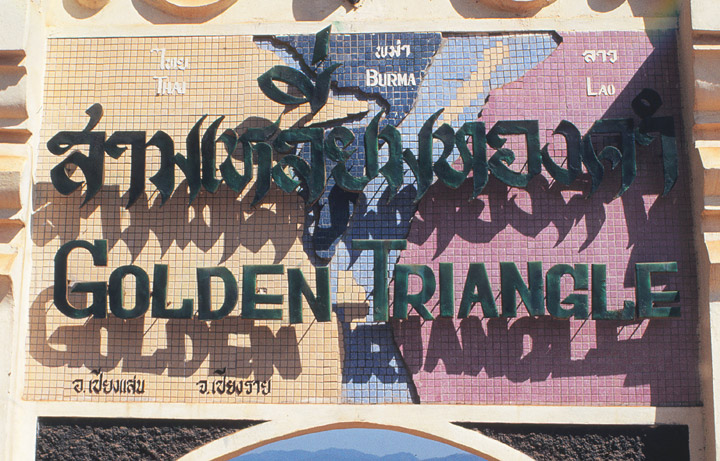 ไทย พม่า ลาว
THAI BURMA LAO
สามเหลี่ยมทองคำ
GOLDEN TRIANGLE
อ.เชียงแสน จ.เชียงราย